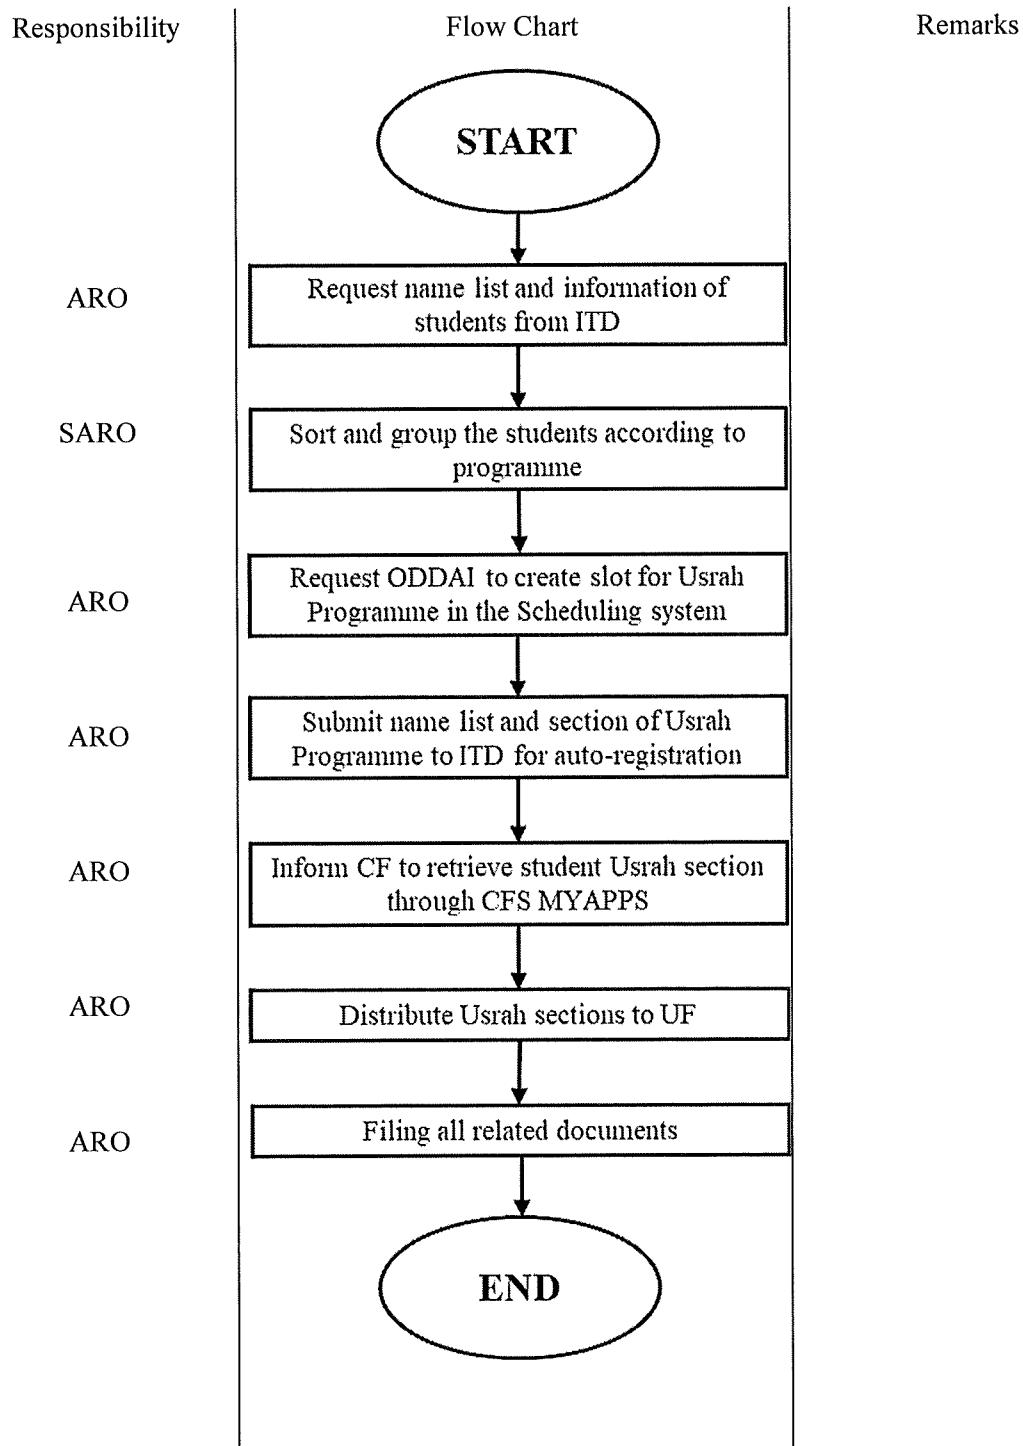 Responsibility
Flow Chart
Remarks
START
ARO
Request name list and information of
students from ITD
SARO
Sort and group the students according to
programme
ARO
Request ODDAI to create slot for Usrah
Programme in the Scheduling system
ARO
Submit name list and section of Usrah
Programme to ITD for auto-registration
ARO
Inform CF to retrieve student Usrah section
through CFS MYAPPS
ARO
Distribute Usrah sections to UF
ARO
Filing all related documents
END